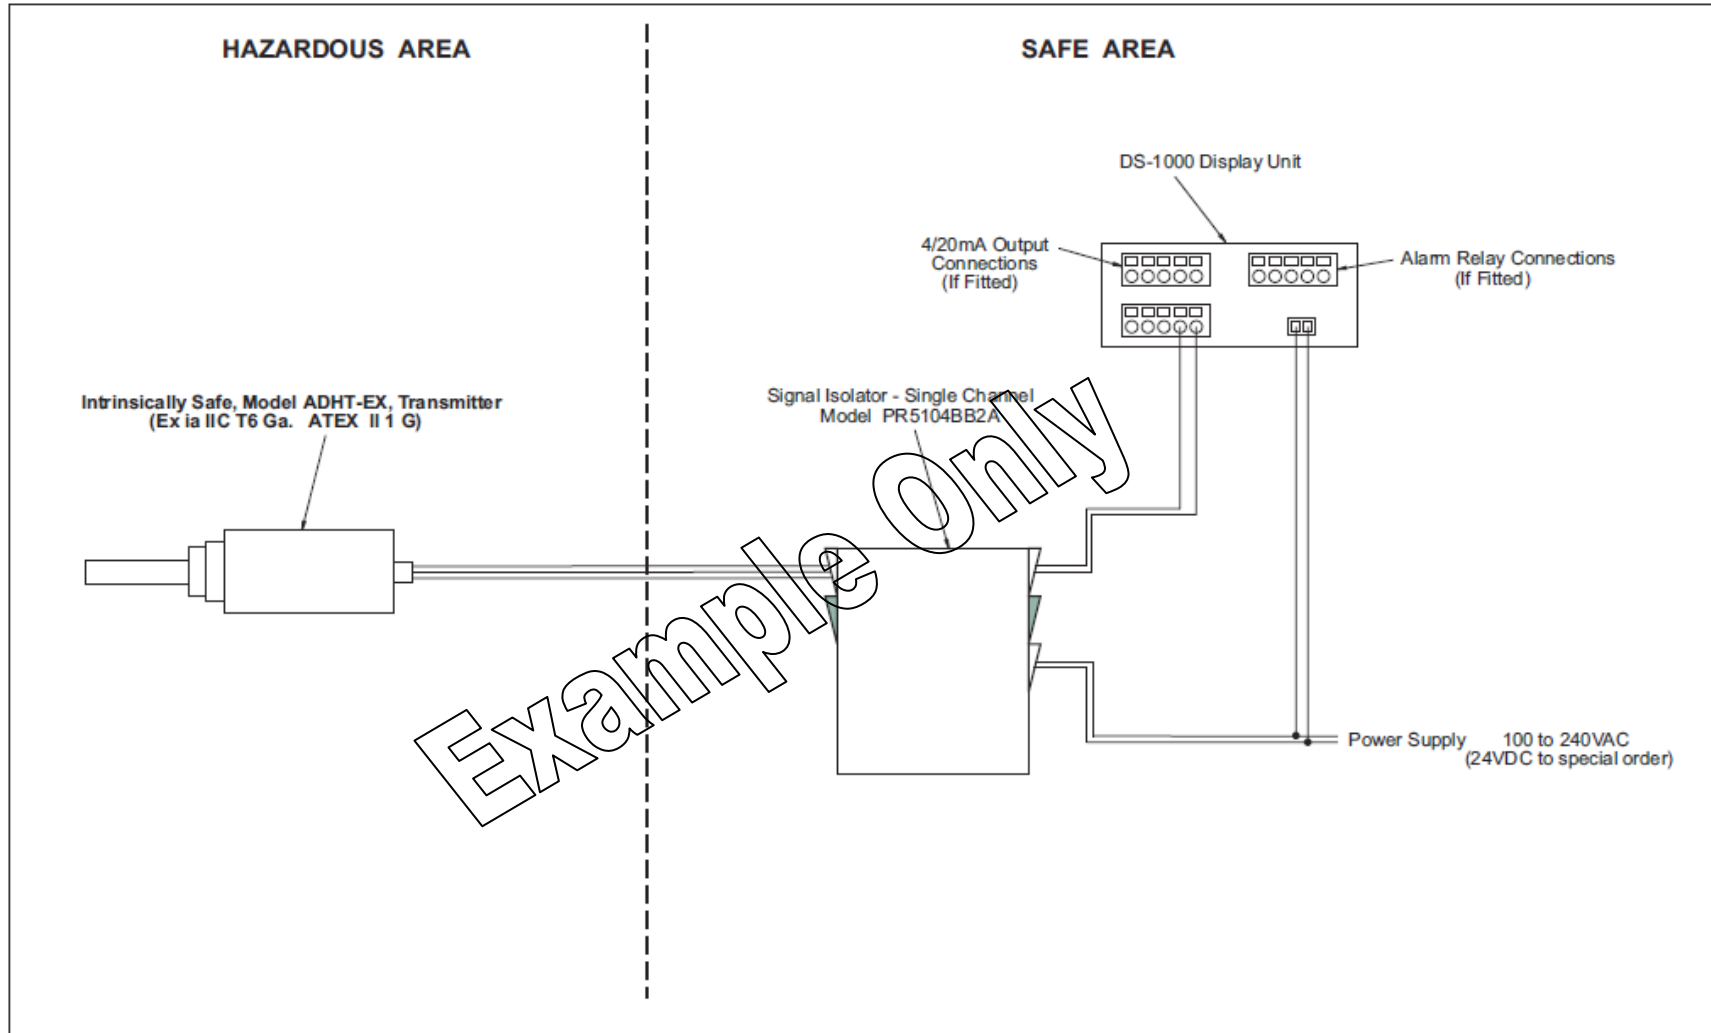 HAZARDOUS AREA
SAFE AREA
DS-1000 Display Unit
4/20mA Output
Connections
(If Fitted)
Alarm Relay Connections
(If Fitted)
Intrinsically Safe, Model ADHT-EX, Transmitter
(Ex ia IIC T6 Ga. ATEX II 1 G)
Signal Isolator - Single Channel
Model PR5104BB2A
Example Only
Power Supply 100 to 240VAC
(24VDC to special order)